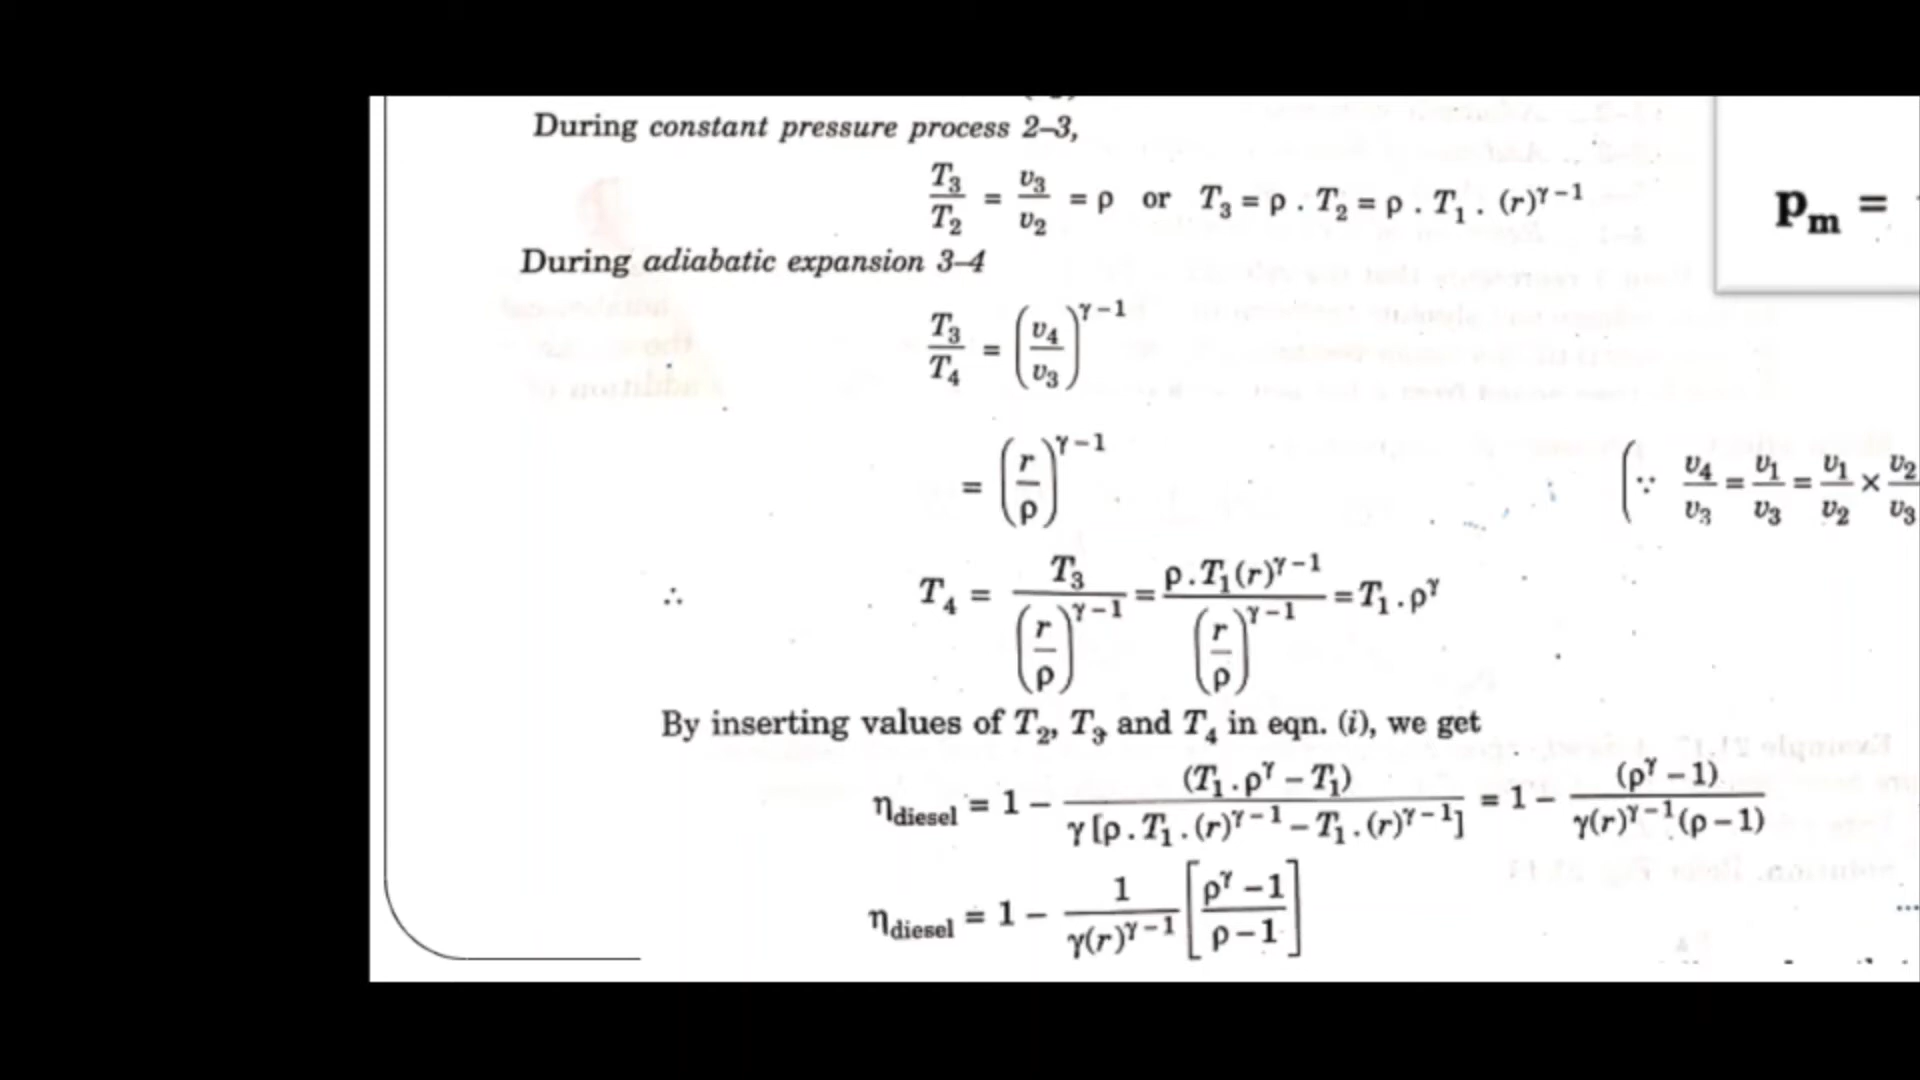 During constant pressure process 2–3,
T₃/T₂ = v₃/v₂ = ρ or T₃ = ρ . T₂ = ρ . T₁ . (r)^(γ – 1)
pₘ =
During adiabatic expansion 3–4
T₃/T₄ = (v₄/v₃)^(γ – 1)
= (r/ρ)^(γ – 1) (∵ v₄/v₃ = v₁/v₃ = v₁/v₂ × v₂/v₃
∴ T₄ = T₃/(r/ρ)^(γ – 1) = ρ . T₁(r)^(γ – 1)/(r/ρ)^(γ – 1) = T₁ . ρ^γ
By inserting values of T₂, T₃ and T₄ in eqn. (i), we get
η_diesel = 1 – (T₁ . ρ^γ – T₁)/(γ [ρ . T₁ . (r)^(γ – 1) – T₁ . (r)^(γ – 1)]) = 1 – (ρ^γ – 1)/(γ(r)^(γ – 1)(ρ – 1))
η_diesel = 1 – 1/(γ(r)^(γ – 1)) [(ρ^γ – 1)/(ρ – 1)]
...